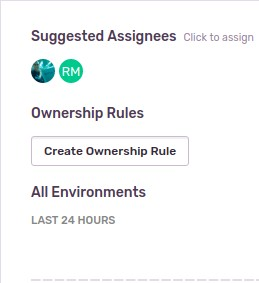 Suggested Assignees Click to assign
RM
Ownership Rules
Create Ownership Rule
All Environments
LAST 24 HOURS